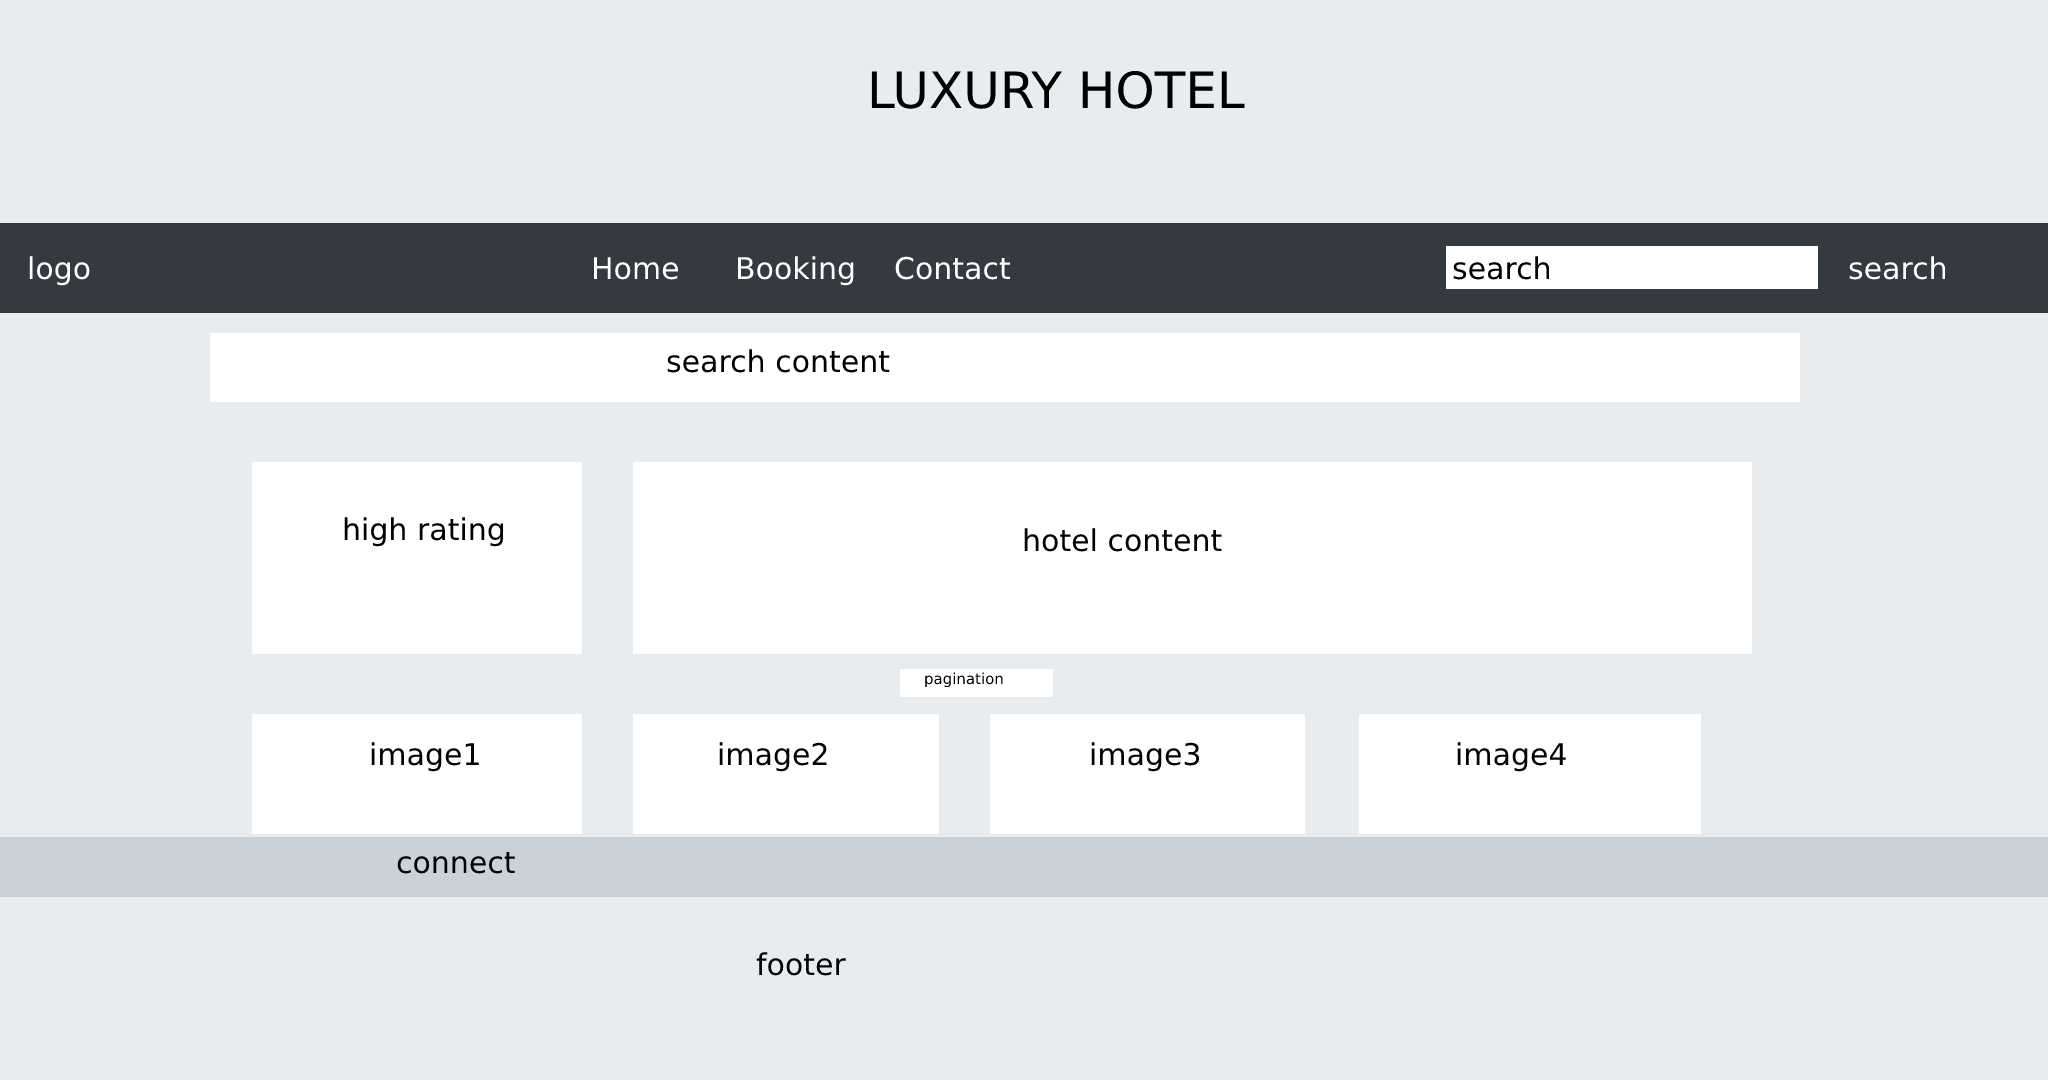 LUXURY HOTEL
logo
Home
Booking
Contact
search
search
search content
high rating
hotel content
pagination
image1
image2
image3
image4
connect
footer